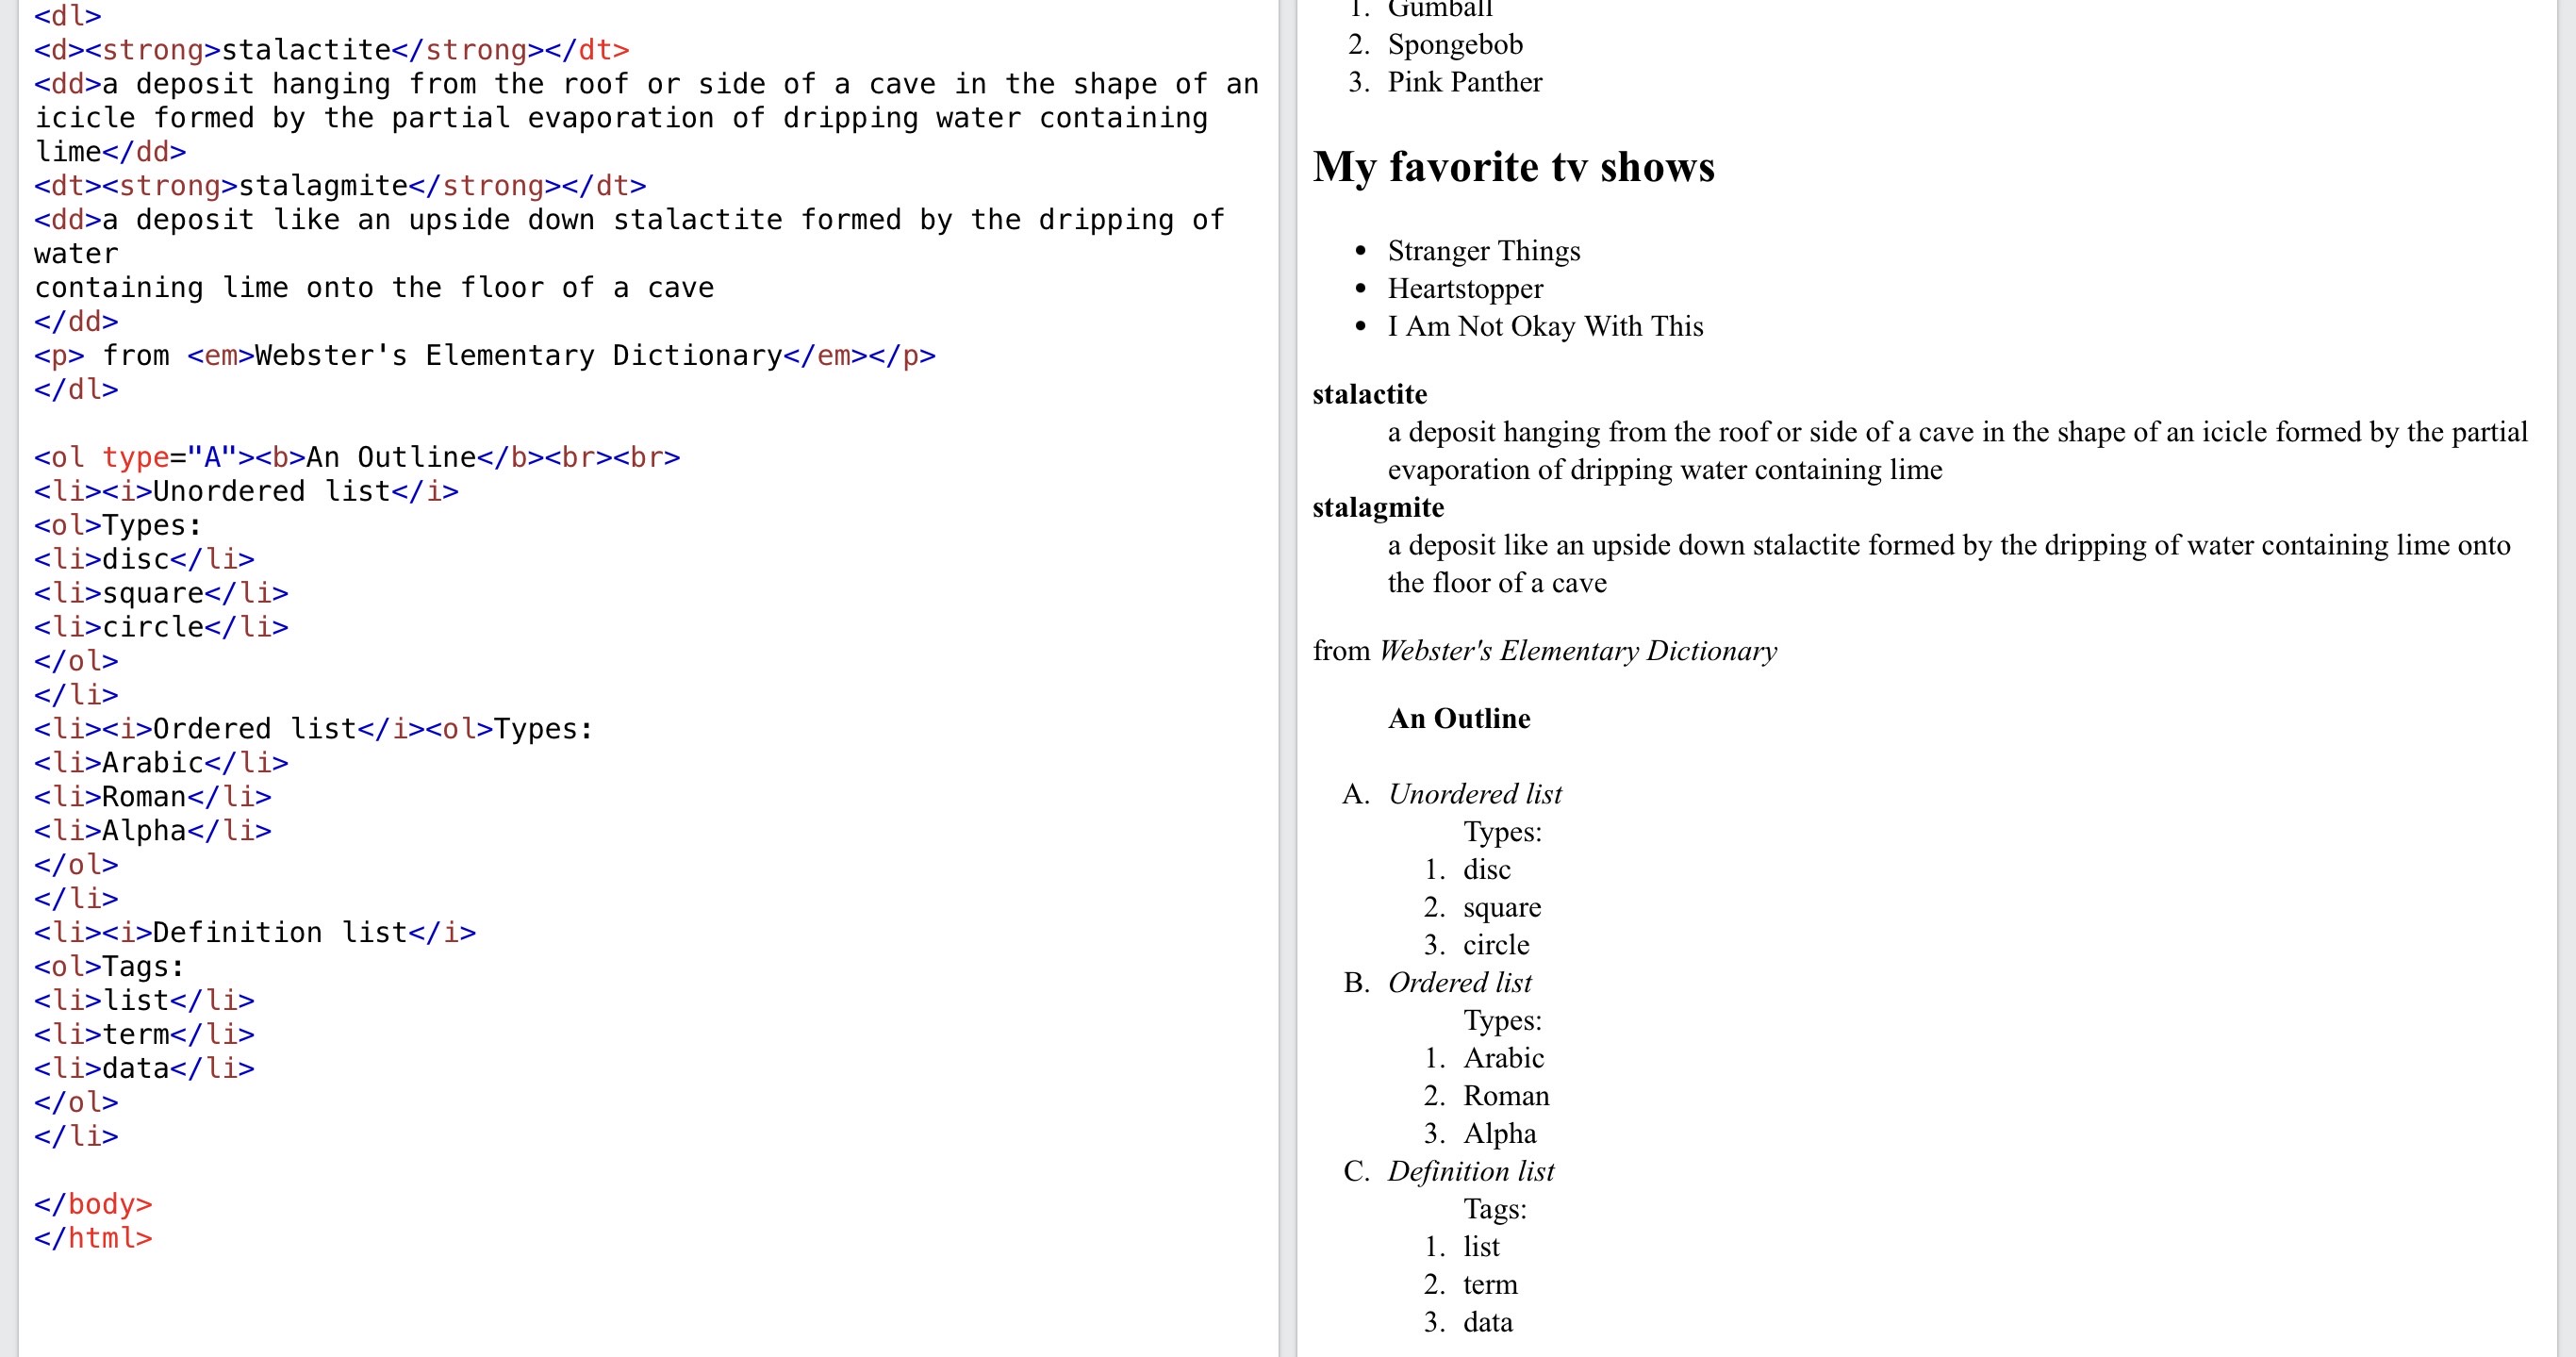 <dl>
<d><strong>stalactite</strong></dt>
<dd>a deposit hanging from the roof or side of a cave in the shape of an
icicle formed by the partial evaporation of dripping water containing
lime</dd>
<dt><strong>stalagmite</strong></dt>
<dd>a deposit like an upside down stalactite formed by the dripping of
water
containing lime onto the floor of a cave
</dd>
<p> from <em>Webster's Elementary Dictionary</em></p>
</dl>
<ol type="A"><b>An Outline</b><br><br>
<li><i>Unordered list</i>
<ol>Types:
<li>disc</li>
<li>square</li>
<li>circle</li>
</ol>
</li>
<li><i>Ordered list</i><ol>Types:
<li>Arabic</li>
<li>Roman</li>
<li>Alpha</li>
</ol>
</li>
<li><i>Definition list</i>
<ol>Tags:
<li>list</li>
<li>term</li>
<li>data</li>
</ol>
</li>
</body>
</html>
1. Gumball
2. Spongebob
3. Pink Panther
My favorite tv shows
• Stranger Things
• Heartstopper
• I Am Not Okay With This
stalactite
a deposit hanging from the roof or side of a cave in the shape of an icicle formed by the partial
evaporation of dripping water containing lime
stalagmite
a deposit like an upside down stalactite formed by the dripping of water containing lime onto
the floor of a cave
from Webster's Elementary Dictionary
An Outline
A. Unordered list
Types:
1. disc
2. square
3. circle
B. Ordered list
Types:
1. Arabic
2. Roman
3. Alpha
C. Definition list
Tags:
1. list
2. term
3. data